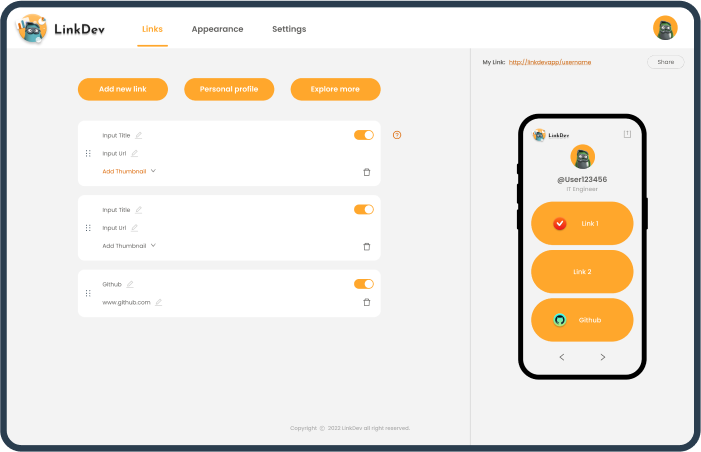 LinkDev
Links
Appearance
Settings
My Link: http://linkdevapp/username
Share
Add new link
Personal profile
Explore more
Input Title
Input Url
Add Thumbnail
Input Title
Input Url
Add Thumbnail
Github
www.github.com
LinkDev
@User123456
IT Engineer
Link 1
Link 2
Github
Copyright © 2022 LinkDev all right reserved.